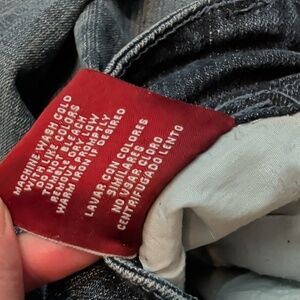 MACHINE WASH COLD
WITH LIKE COLORS
TUMBLE DRY LOW
REMOVE PROMPTLY
WARM IRON IF DESIRED
LAVAR CON COLORES
SIMILARES
NO USAR CLORO
CENTRIFUGADO LENTO